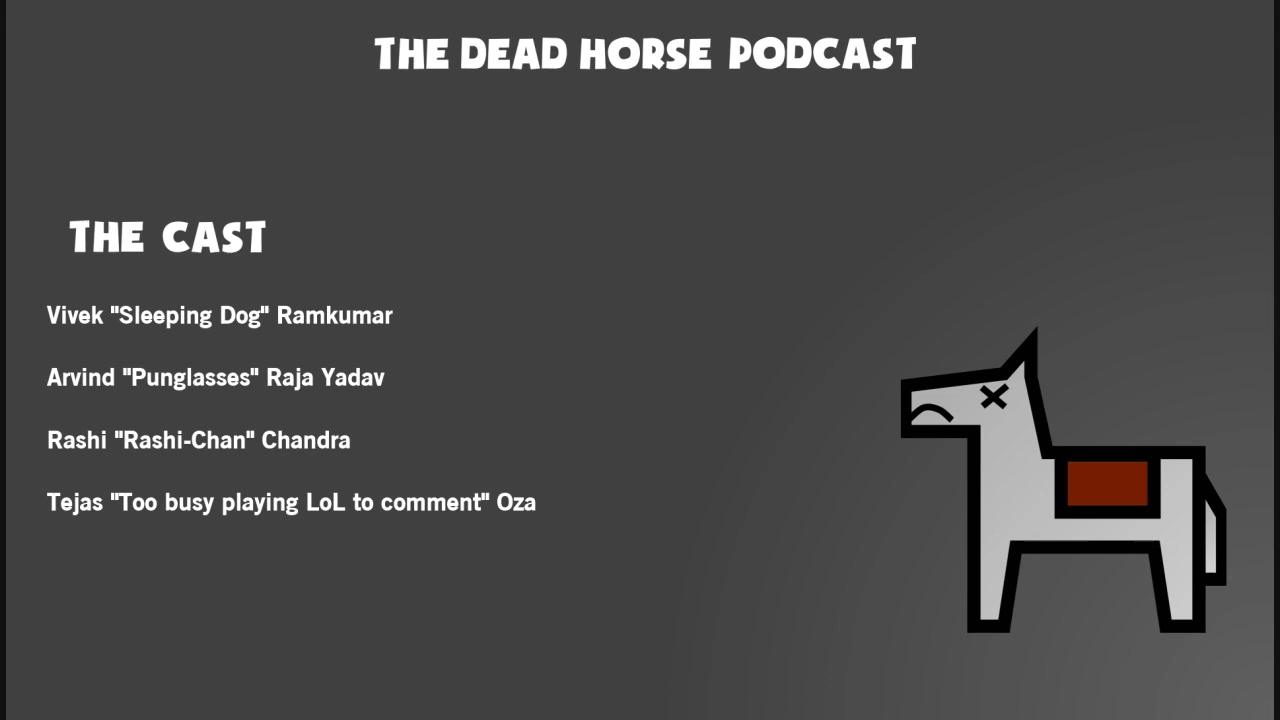 THE DEAD HORSE PODCAST
THE CAST
Vivek "Sleeping Dog" Ramkumar
Arvind "Punglasses" Raja Yadav
Rashi "Rashi-Chan" Chandra
Tejas "Too busy playing LoL to comment" Oza